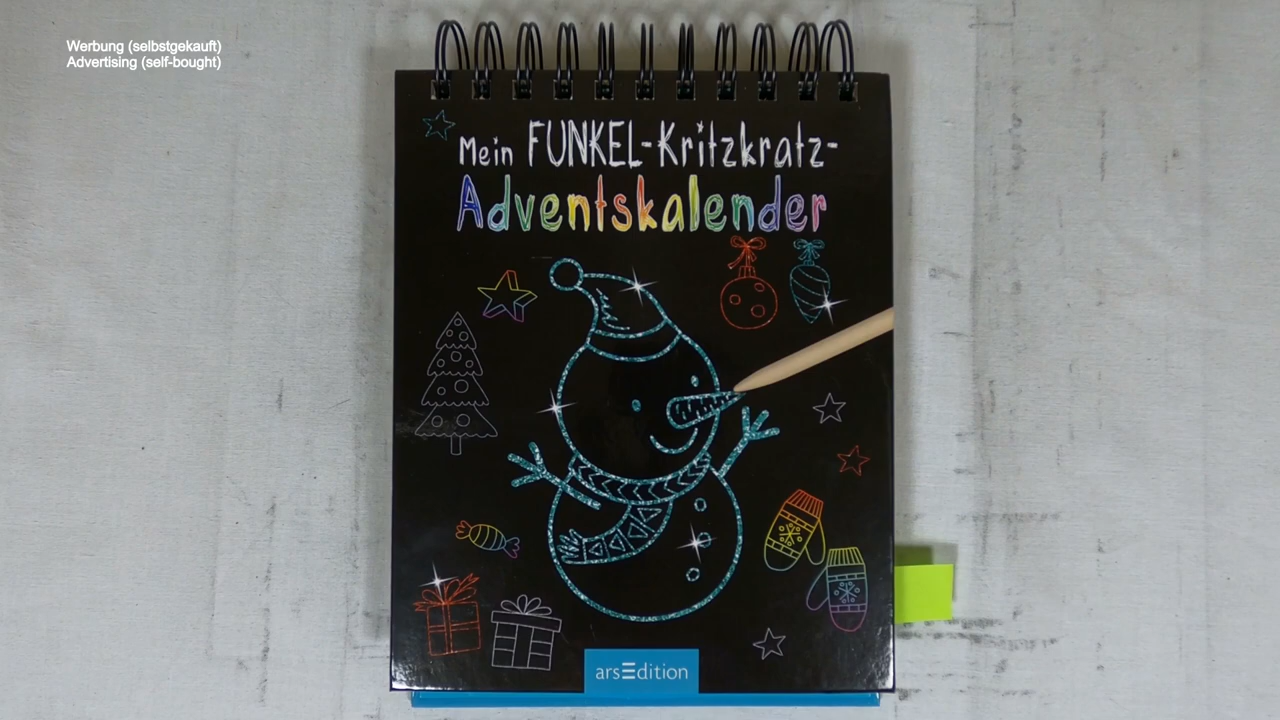 Werbung (selbstgekauft)
Advertising (self-bought)
Mein FUNKEL-Kritzkratz-
Adventskalender
arsEdition